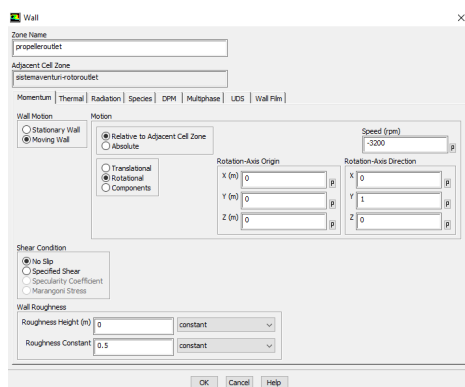 Wall
Zone Name
propelleroutlet
Adjacent Cell Zone
sistemaventuri-rotoroutlet
Momentum Thermal Radiation Species DPM Multiphase UDS Wall Film
Wall Motion Motion
Stationary Wall
Moving Wall
Relative to Adjacent Cell Zone
Absolute
Speed (rpm)
-3200 P
Translational
Rotational
Components
Rotation-Axis Origin Rotation-Axis Direction
X (m) 0 P X 0 P
Y (m) 0 P Y 1 P
Z (m) 0 P Z 0 P
Shear Condition
No Slip
Specified Shear
Specularity Coefficient
Marangoni Stress
Wall Roughness
Roughness Height (m) 0 constant
Roughness Constant 0.5 constant
OK Cancel Help